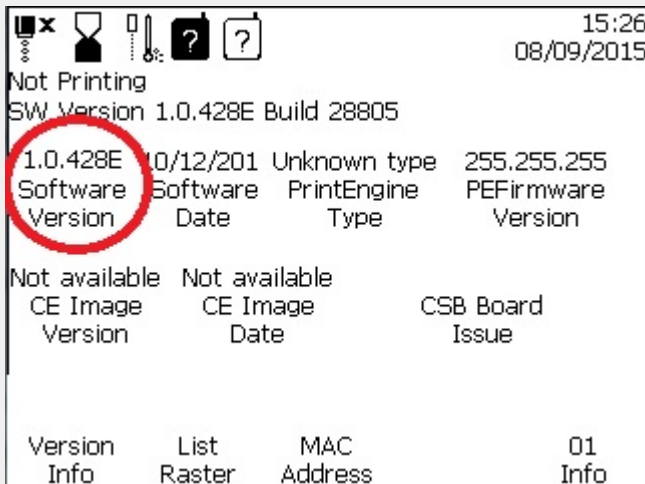 15:26
08/09/2015
Not Printing
SW Version 1.0.428E Build 28805
1.0.428E 10/12/201 Unknown type 255.255.255
Software Software PrintEngine PEFirmware
Version Date Type Version
Not available Not available
CE Image CE Image CSB Board
Version Date Issue
Version List MAC 01
Info Raster Address Info